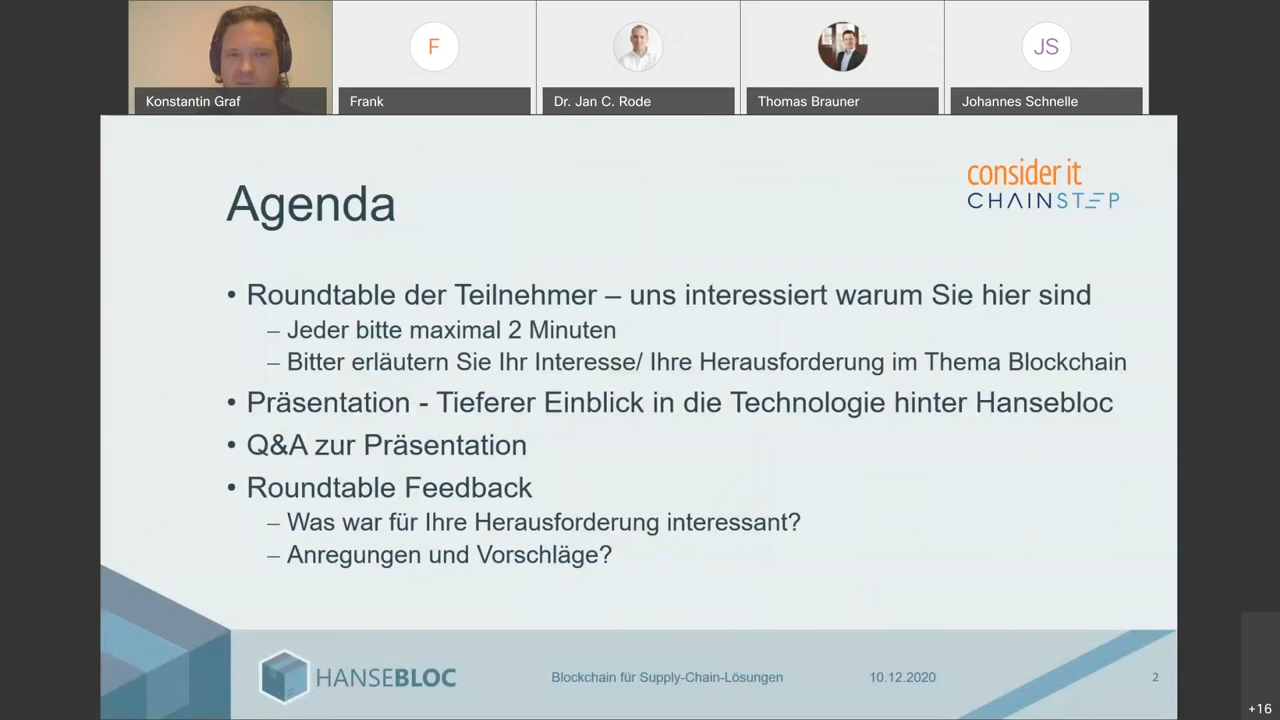 F
JS
Konstantin Graf
Frank
Dr. Jan C. Rode
Thomas Brauner
Johannes Schnelle
consider it
CHAINSTEP
Agenda
• Roundtable der Teilnehmer – uns interessiert warum Sie hier sind
– Jeder bitte maximal 2 Minuten
– Bitter erläutern Sie Ihr Interesse/ Ihre Herausforderung im Thema Blockchain
• Präsentation - Tieferer Einblick in die Technologie hinter Hansebloc
• Q&A zur Präsentation
• Roundtable Feedback
– Was war für Ihre Herausforderung interessant?
– Anregungen und Vorschläge?
HANSEBLOC
Blockchain für Supply-Chain-Lösungen
10.12.2020
2
+16